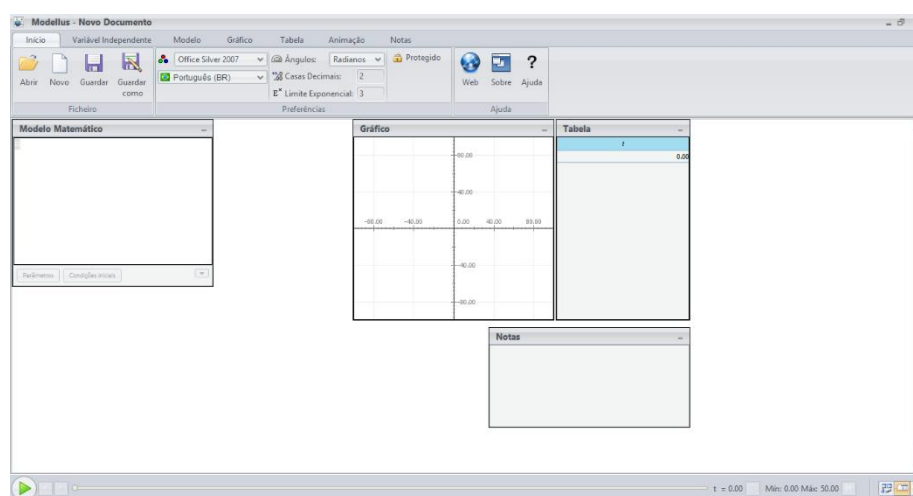 Modellus - Novo Documento
Início Variável Independente Modelo Gráfico Tabela Animação Notas
Office Silver 2007 Ângulos: Radianos Protegido
Português (BR) Casas Decimais: 2
Abrir Novo Guardar Guardar como
Limite Exponencial: 3
Web Sobre Ajuda
Ficheiro Preferências Ajuda
Modelo Matemático
Parâmetros Condições Iniciais
Gráfico
80.00
40.00
-80.00 -40.00 0.00 40.00 80.00
-40.00
-80.00
Tabela
t
0.00
Notas
t = 0.00 Mín: 0.00 Máx: 50.00